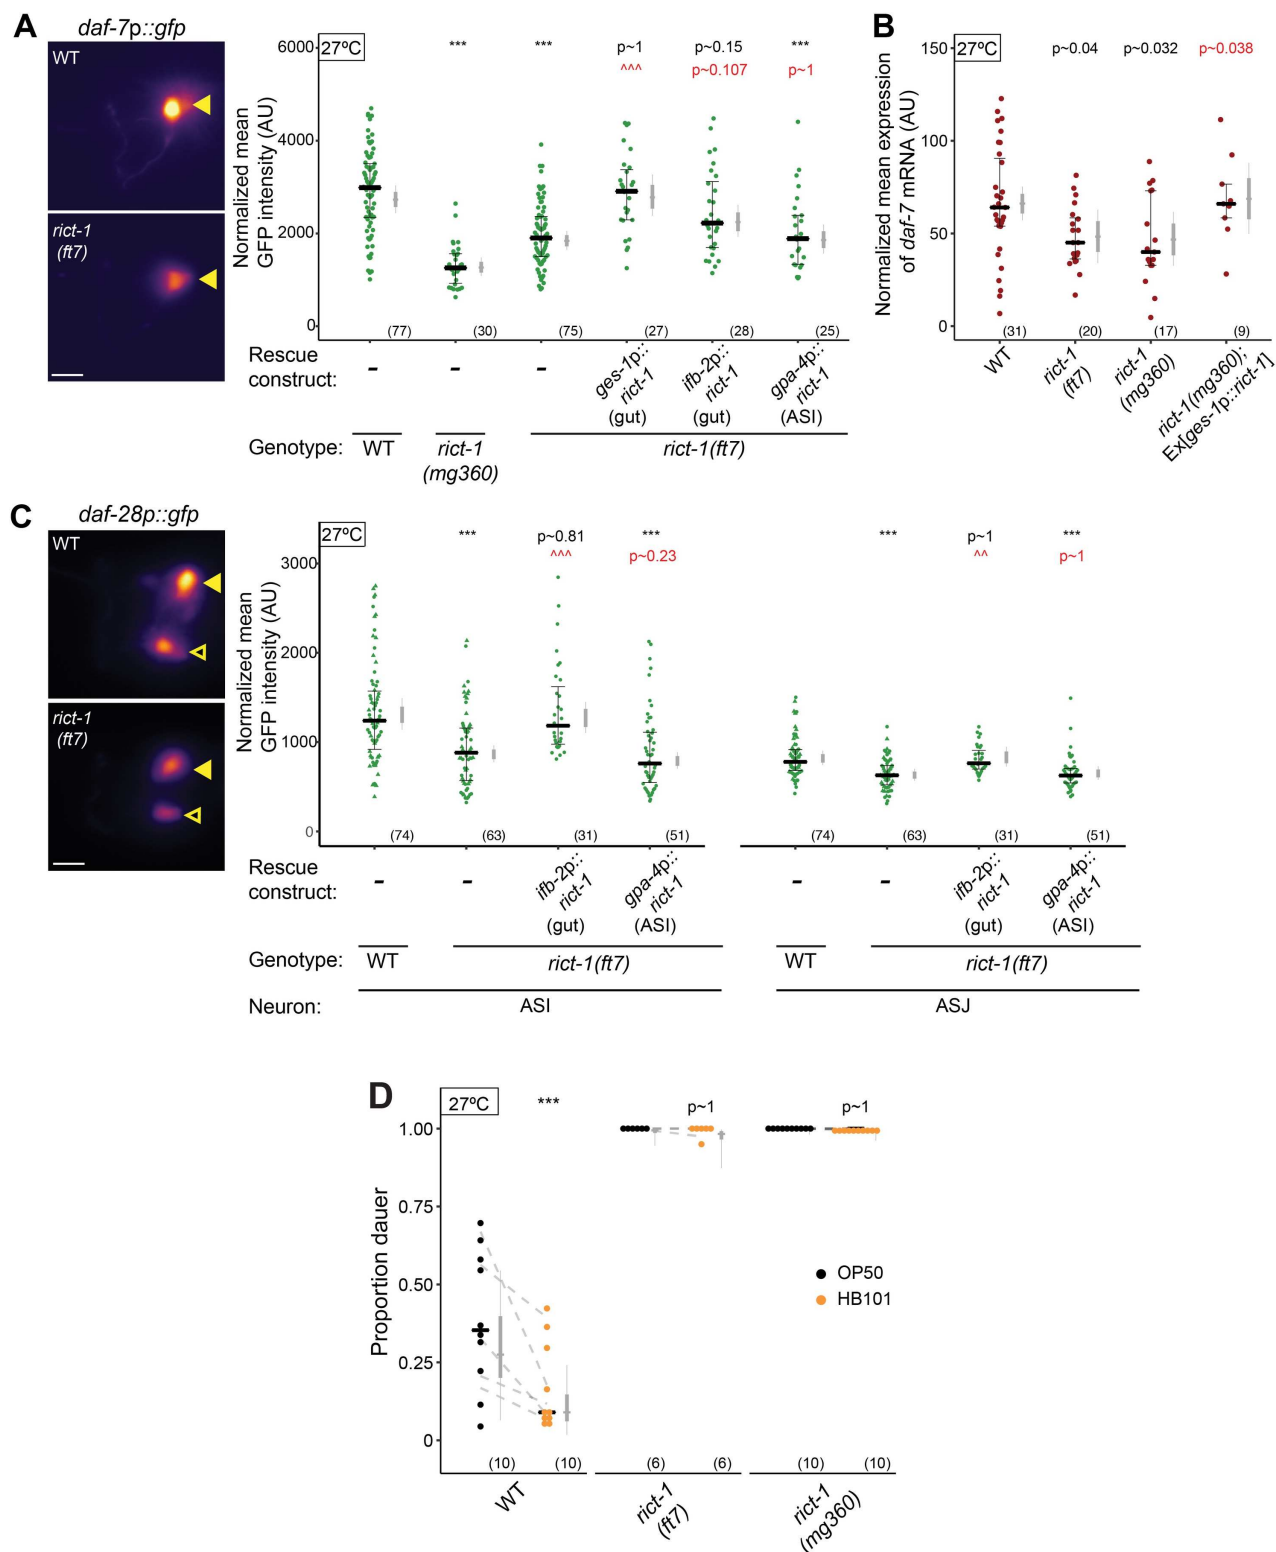 A
daf-7p::gfp
WT
rict-1
(ft7)
Normalized mean
GFP intensity (AU)
6000
4000
2000
0
27ºC
***
***
p~1
p~0.15
***
^^^
p~0.107
p~1
(77)
(30)
(75)
(27)
(28)
(25)
Rescue
construct:
-
-
-
ges-1p::
rict-1
(gut)
ifb-2p::
rict-1
(gut)
gpa-4p::
rict-1
(ASI)
Genotype:
WT
rict-1
(mg360)
rict-1(ft7)
B
Normalized mean expression
of daf-7 mRNA (AU)
150
100
50
0
27ºC
p~0.04
p~0.032
p~0.038
(31)
(20)
(17)
(9)
WT
rict-1
(ft7)
rict-1
(mg360)
rict-1(mg360);
Ex[ges-1p::rict-1]
C
daf-28p::gfp
WT
rict-1
(ft7)
Normalized mean
GFP intensity (AU)
3000
2000
1000
0
27ºC
***
p~0.81
***
***
p~1
***
^^^
p~0.23
^^
p~1
(74)
(63)
(31)
(51)
(74)
(63)
(31)
(51)
Rescue
construct:
-
-
ifb-2p::
rict-1
(gut)
gpa-4p::
rict-1
(ASI)
-
-
ifb-2p::
rict-1
(gut)
gpa-4p::
rict-1
(ASI)
Genotype:
WT
rict-1(ft7)
WT
rict-1(ft7)
Neuron:
ASI
ASJ
D
Proportion dauer
1.00
0.75
0.50
0.25
0
27ºC
***
p~1
p~1
OP50
HB101
(10)
(10)
(6)
(6)
(10)
(10)
WT
rict-1
(ft7)
rict-1
(mg360)